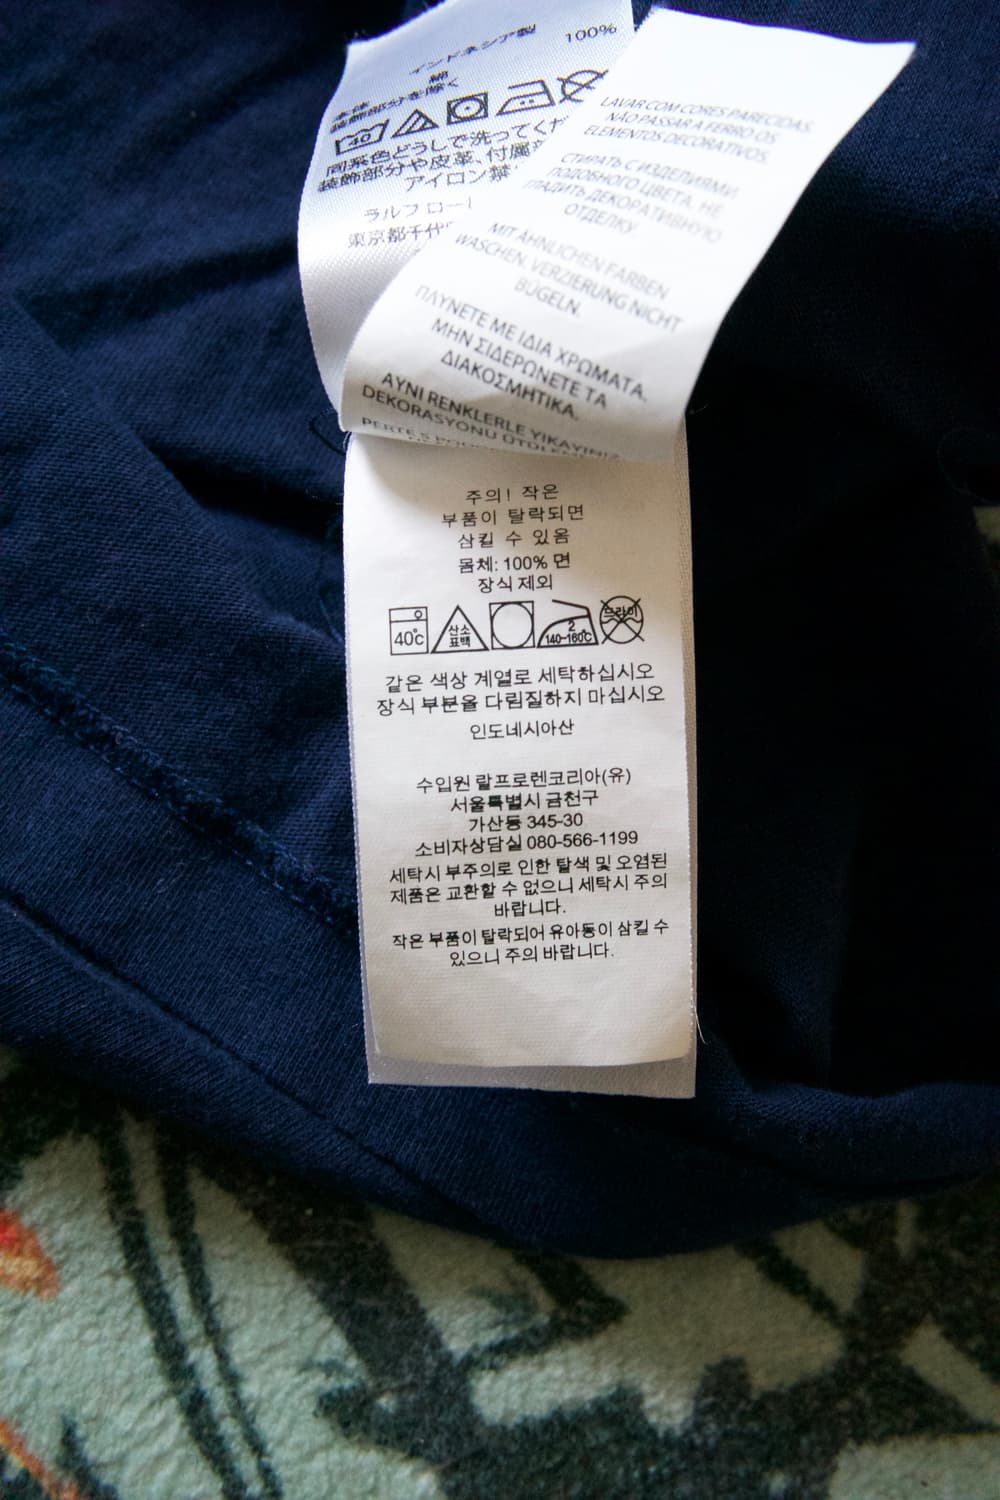 インドネシア製
100%
綿
本体
装飾部分を除く
40
同系色どうしで洗ってくだ
装飾部分や皮革、付属
アイロン禁
ラルフ ロー
東京都千代
LAVAR COM CORES PARECIDAS.
NÃO PASSAR A FERRO OS
ELEMENTOS DECORATIVOS.
СТИРАТЬ С ИЗДЕЛИЯМИ
ПОДОБНОГО ЦВЕТА. НЕ
ГЛАДИТЬ ДЕКОРАТИВНУЮ
ОТДЕЛКУ
MIT ÄHNLICHEN FARBEN
WASCHEN. VERZIERUNG NICHT
BÜGELN.
ΠΛΥΝΕΤΕ ΜΕ ΙΔΙΑ ΧΡΩΜΑΤΑ.
ΜΗΝ ΣΙΔΕΡΩΝΕΤΕ ΤΑ
ΔΙΑΚΟΣΜΗΤΙΚΑ.
AYNI RENKLERLE YIKAYINIZ.
DEKORASYONU ÜTÜLEME
주의! 작은
부품이 탈락되면
삼킬 수 있음
몸체: 100% 면
장식 제외
40℃ 산소 표백 2 140~160℃ 드라이
같은 색상 계열로 세탁하십시오
장식 부분을 다림질하지 마십시오
인도네시아산
수입원 랄프로렌코리아(유)
서울특별시 금천구
가산동 345-30
소비자상담실 080-566-1199
세탁시 부주의로 인한 탈색 및 오염된
제품은 교환할 수 없으니 세탁시 주의
바랍니다.
작은 부품이 탈락되어 유아동이 삼킬 수
있으니 주의 바랍니다.